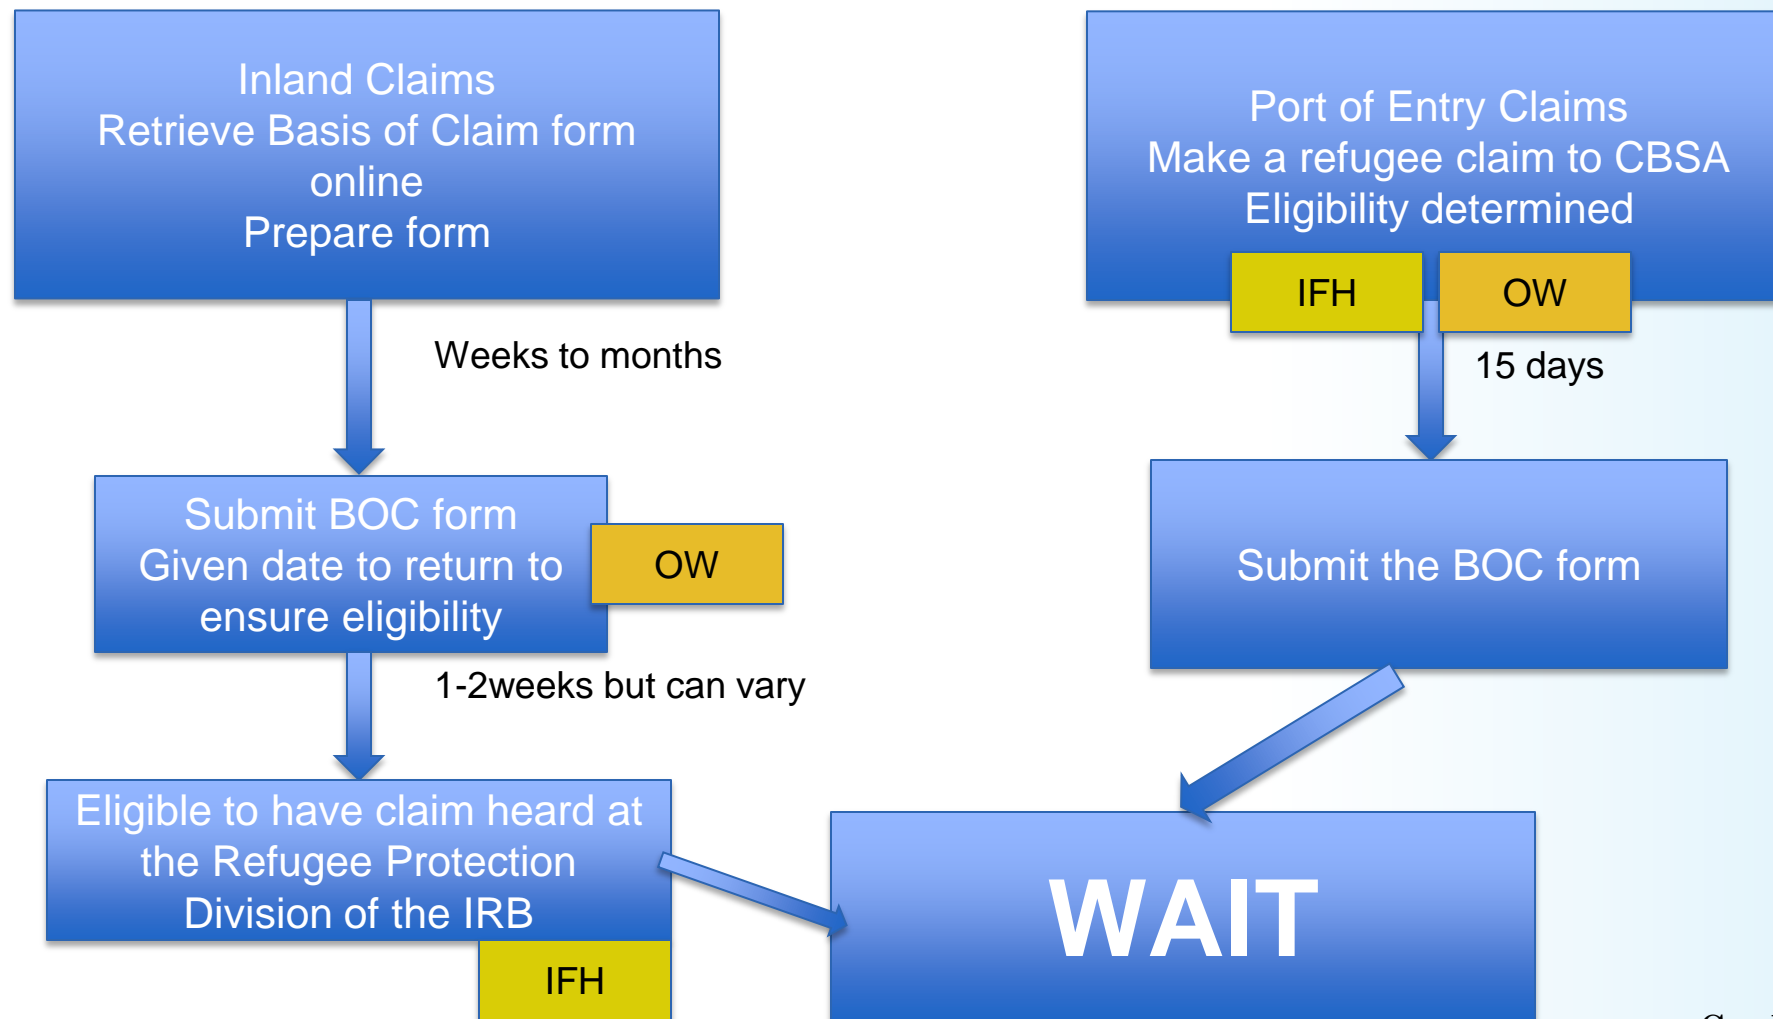 Inland Claims
Retrieve Basis of Claim form
online
Prepare form
Weeks to months
Submit BOC form
Given date to return to
ensure eligibility
OW
1-2weeks but can vary
Eligible to have claim heard at
the Refugee Protection
Division of the IRB
IFH
Port of Entry Claims
Make a refugee claim to CBSA
Eligibility determined
IFH
OW
15 days
Submit the BOC form
WAIT